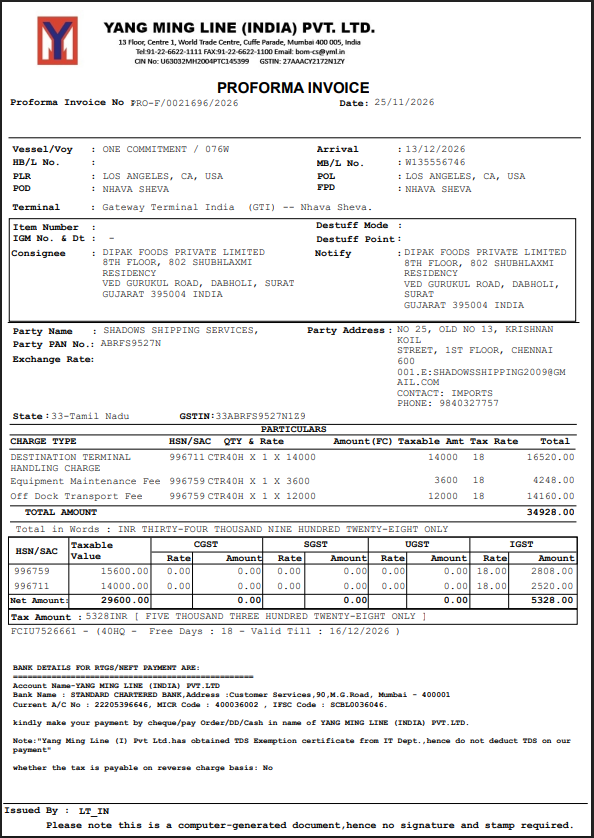 YANG MING LINE (INDIA) PVT. LTD.
13 Floor, Centre 1, World Trade Centre, Cuffe Parade, Mumbai 400 005, India
Tel:91-22-6622-1111 FAX:91-22-6622-1100 Email: bom-cs@yml.in
CIN No: U63032MH2004PTC145399 GSTIN: 27AAACY2172N1ZY
PROFORMA INVOICE
Proforma Invoice No PRO-F/0021696/2026 Date: 25/11/2026
Vessel/Voy : ONE COMMITMENT / 076W Arrival : 13/12/2026
HB/L No. : MB/L No. : W135556746
PLR : LOS ANGELES, CA, USA POL : LOS ANGELES, CA, USA
POD : NHAVA SHEVA FPD : NHAVA SHEVA
Terminal : Gateway Terminal India (GTI) -- Nhava Sheva.
Item Number : Destuff Mode :
IGM No. & Dt : - Destuff Point:
Consignee : DIPAK FOODS PRIVATE LIMITED Notify : DIPAK FOODS PRIVATE LIMITED
8TH FLOOR, 802 SHUBHLAXMI 8TH FLOOR, 802 SHUBHLAXMI
RESIDENCY RESIDENCY
VED GURUKUL ROAD, DABHOLI, SURAT VED GURUKUL ROAD, DABHOLI,
GUJARAT 395004 INDIA SURAT
GUJARAT 395004 INDIA
Party Name : SHADOWS SHIPPING SERVICES, Party Address : NO 25, OLD NO 13, KRISHNAN
Party PAN No.: ABRFS9527N KOIL
Exchange Rate: STREET, 1ST FLOOR, CHENNAI
600
001.E:SHADOWSSHIPPING2009@GM
AIL.COM
CONTACT: IMPORTS
PHONE: 9840327757
State : 33-Tamil Nadu GSTIN: 33ABRFS9527N1Z9
PARTICULARS
CHARGE TYPE HSN/SAC QTY & Rate Amount(FC) Taxable Amt Tax Rate Total
DESTINATION TERMINAL 996711 CTR40H X 1 X 14000 14000 18 16520.00
HANDLING CHARGE
Equipment Maintenance Fee 996759 CTR40H X 1 X 3600 3600 18 4248.00
Off Dock Transport Fee 996759 CTR40H X 1 X 12000 12000 18 14160.00
TOTAL AMOUNT 34928.00
Total in Words : INR THIRTY-FOUR THOUSAND NINE HUNDRED TWENTY-EIGHT ONLY
HSN/SAC Taxable Value CGST SGST UGST IGST
Rate Amount Rate Amount Rate Amount Rate Amount
996759 15600.00 0.00 0.00 0.00 0.00 0.00 0.00 18.00 2808.00
996711 14000.00 0.00 0.00 0.00 0.00 0.00 0.00 18.00 2520.00
Net Amount: 29600.00 0.00 0.00 0.00 5328.00
Tax Amount : 5328INR [ FIVE THOUSAND THREE HUNDRED TWENTY-EIGHT ONLY ]
FCIU7526661 - (40HQ - Free Days : 18 - Valid Till : 16/12/2026 )
BANK DETAILS FOR RTGS/NEFT PAYMENT ARE:
==================================================
Account Name-YANG MING LINE (INDIA) PVT.LTD
Bank Name : STANDARD CHARTERED BANK,Address :Customer Services,90,M.G.Road, Mumbai - 400001
Current A/C No : 22205396646, MICR Code : 400036002 , IFSC Code : SCBL0036046.
kindly make your payment by cheque/pay Order/DD/Cash in name of YANG MING LINE (INDIA) PVT.LTD.
Note:"Yang Ming Line (I) Pvt Ltd.has obtained TDS Exemption certificate from IT Dept.,hence do not deduct TDS on our
payment"
whether the tax is payable on reverse charge basis: No
Issued By : LT_IN
Please note this is a computer-generated document,hence no signature and stamp required.